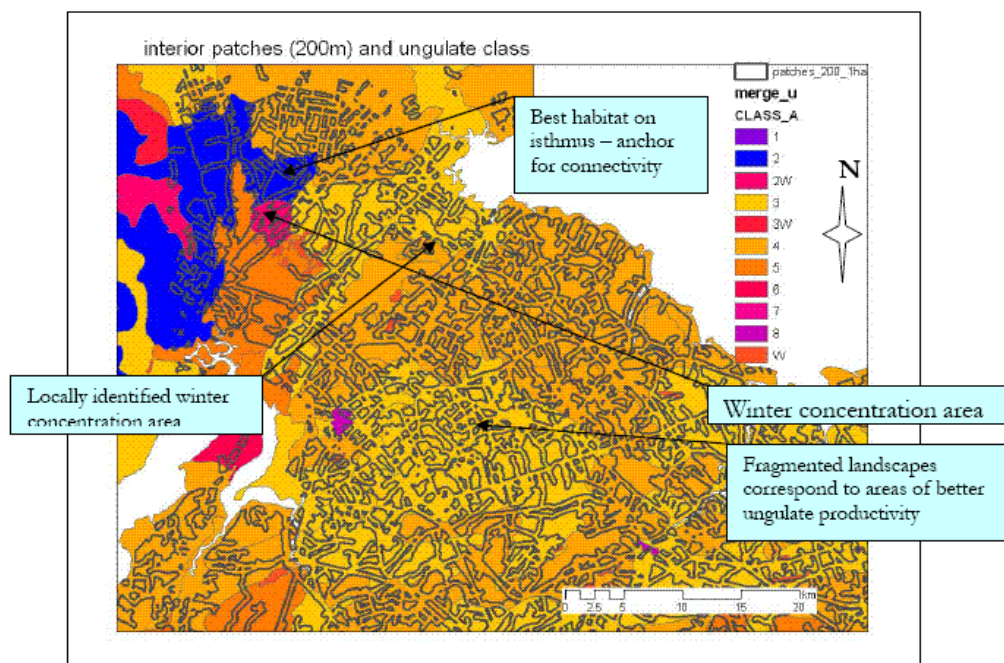 interior patches (200m) and ungulate class
patches_200_1ha
merge_u
CLASS_A
1
2
2W
3
3W
4
5
6
7
8
W
N
Best habitat on
isthmus – anchor
for connectivity
Locally identified winter
concentration area
Winter concentration area
Fragmented landscapes
correspond to areas of better
ungulate productivity
km
0 2.5 5 10 15 20